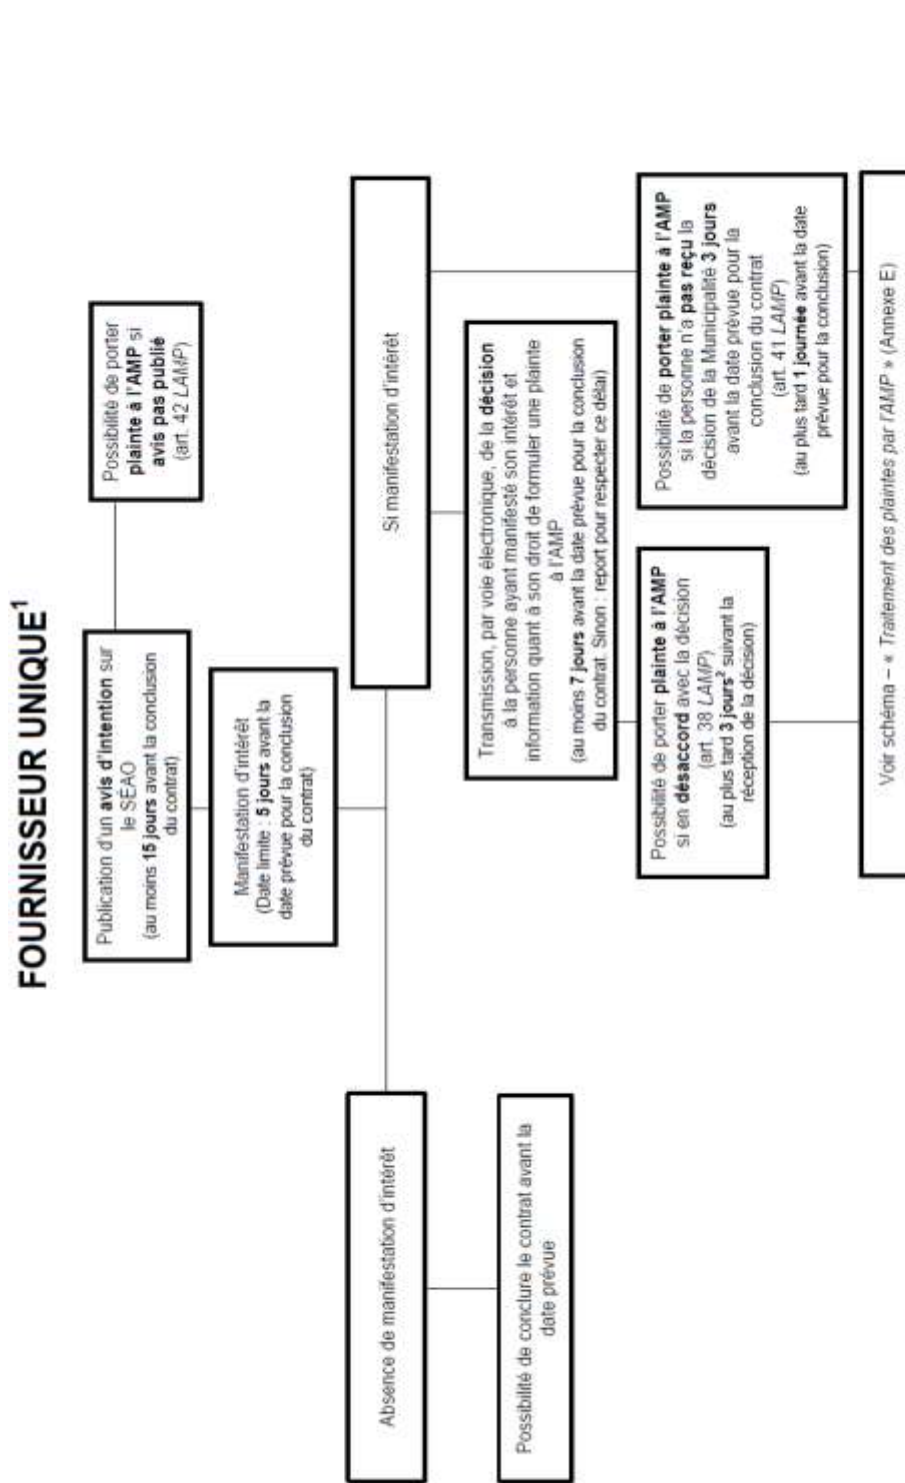 FOURNISSEUR UNIQUE¹
Publication d'un avis d'intention sur
le SEAO
(au moins 15 jours avant la conclusion
du contrat)
Possibilité de porter
plainte à l'AMP si
avis pas publié
(art. 42 LAMP)
Manifestation d'intérêt
(Date limite : 5 jours avant la
date prévue pour la conclusion
du contrat)
Absence de manifestation d'intérêt
Si manifestation d'intérêt
Possibilité de conclure le contrat avant la
date prévue
Transmission, par voie électronique, de la décision
à la personne ayant manifesté son intérêt et
information quant à son droit de formuler une plainte
à l'AMP
(au moins 7 jours avant la date prévue pour la conclusion
du contrat. Sinon : report pour respecter ce délai)
Possibilité de porter plainte à l'AMP
si en désaccord avec la décision
(art. 38 LAMP)
(au plus tard 3 jours² suivant la
réception de la décision)
Possibilité de porter plainte à l'AMP
si la personne n'a pas reçu la
décision de la Municipalité 3 jours
avant la date prévue pour la
conclusion du contrat
(art. 41 LAMP)
(au plus tard 1 journée avant la date
prévue pour la conclusion)
Voir schéma – « Traitement des plaintes par l'AMP » (Annexe E)